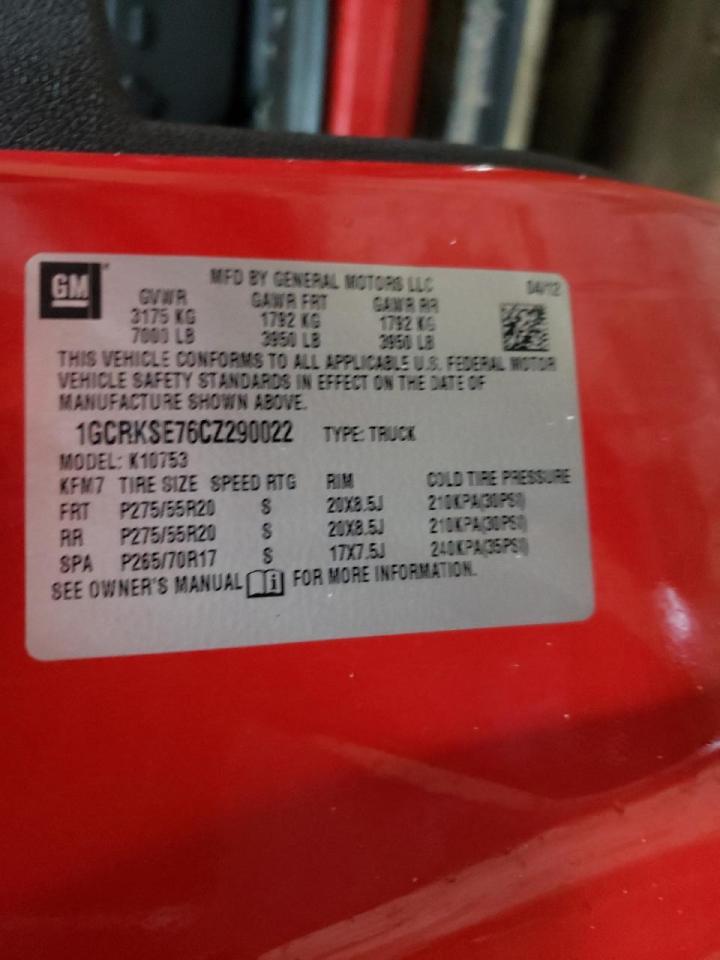 GM MFD BY GENERAL MOTORS LLC 04/12
GVWR GAWR FRT GAWR RR
3175 KG 1792 KG 1792 KG
7000 LB 3950 LB 3950 LB
THIS VEHICLE CONFORMS TO ALL APPLICABLE U.S. FEDERAL MOTOR
VEHICLE SAFETY STANDARDS IN EFFECT ON THE DATE OF
MANUFACTURE SHOWN ABOVE.
1GCRKSE76CZ290022 TYPE: TRUCK
MODEL: K10753
KFM7 TIRE SIZE SPEED RTG RIM COLD TIRE PRESSURE
FRT P275/55R20 S 20X8.5J 210KPA(30PSI)
RR P275/55R20 S 20X8.5J 210KPA(30PSI)
SPA P265/70R17 S 17X7.5J 240KPA(35PSI)
SEE OWNER'S MANUAL i FOR MORE INFORMATION.